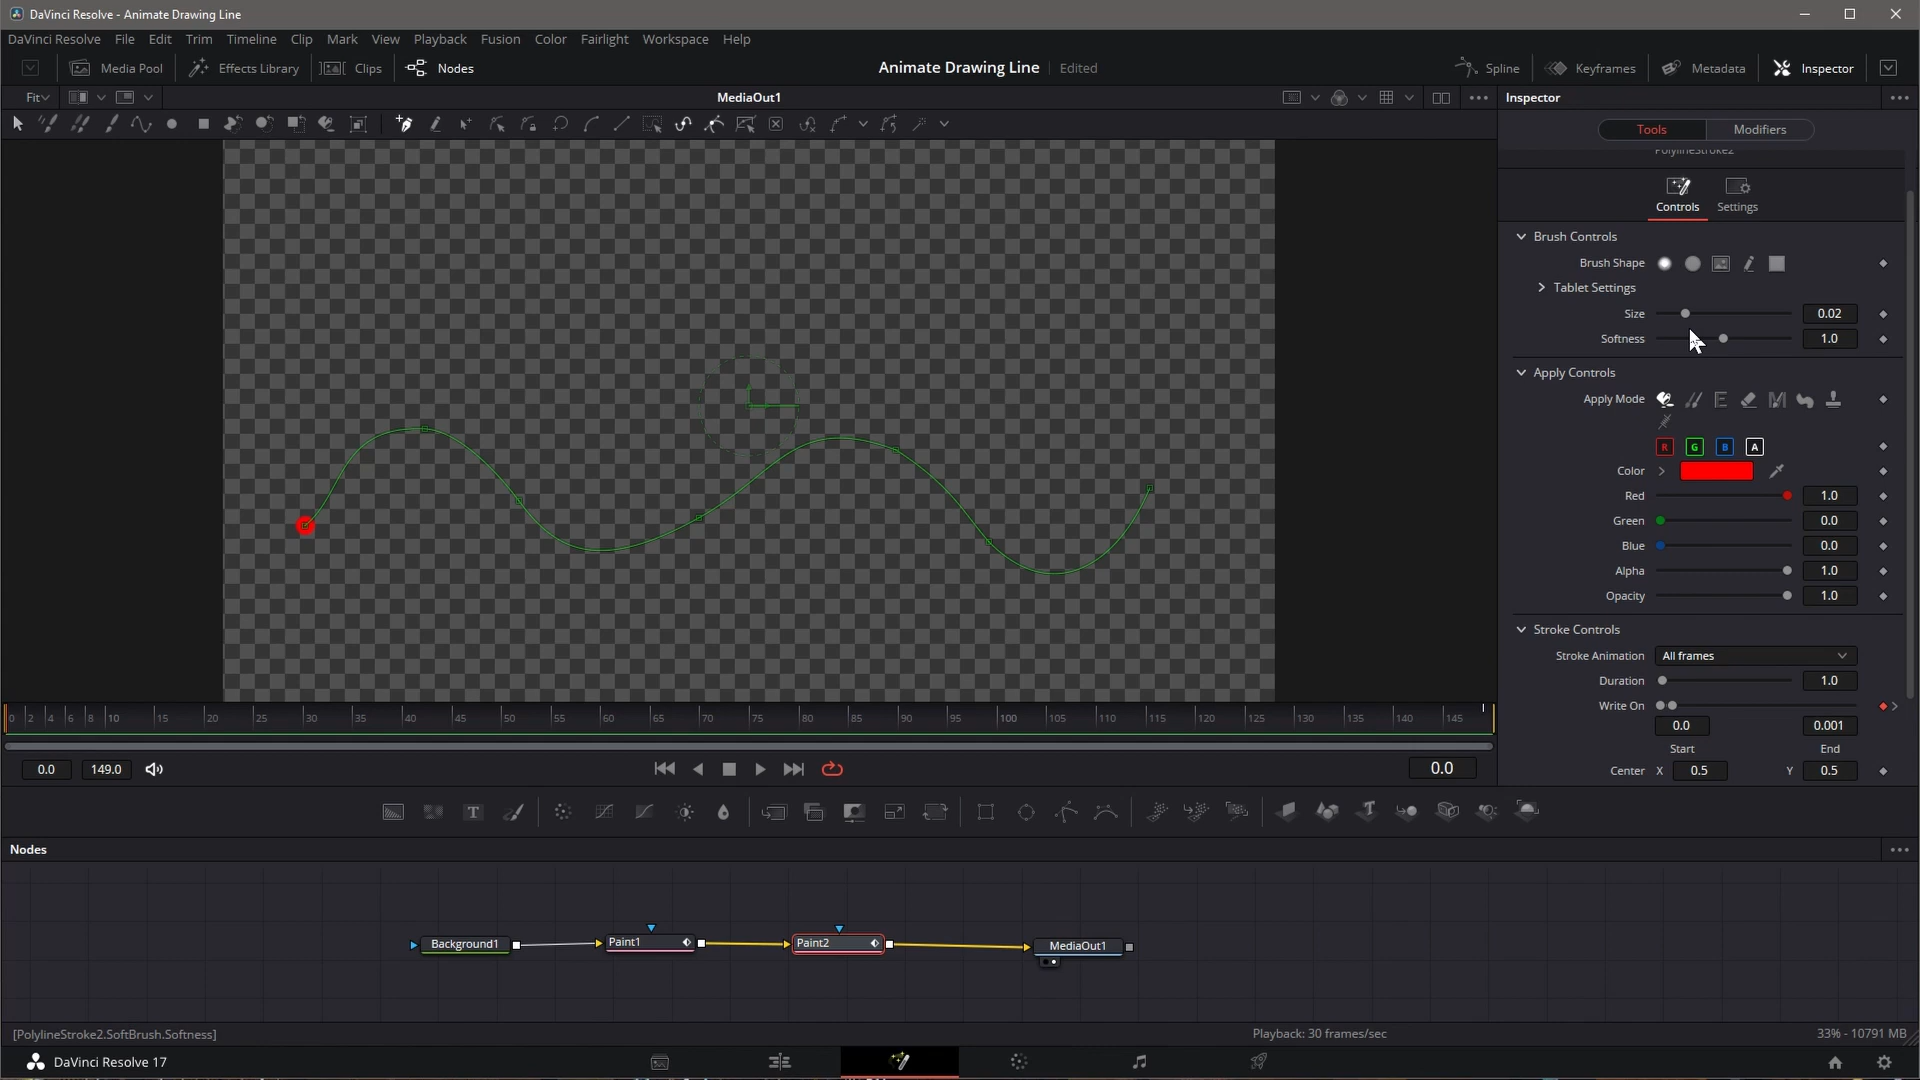 DaVinci Resolve - Animate Drawing Line
DaVinci Resolve File Edit Trim Timeline Clip Mark View Playback Fusion Color Fairlight Workspace Help
Media Pool Effects Library Clips Nodes Animate Drawing Line Edited Spline Keyframes Metadata Inspector
Fit MediaOut1 Inspector
Tools Modifiers
PolylineStroke2
Controls Settings
Brush Controls
Brush Shape
Tablet Settings
Size 0.02
Softness 1.0
Apply Controls
Apply Mode E M
R G B A
Color
Red 1.0
Green 0.0
Blue 0.0
Alpha 1.0
Opacity 1.0
Stroke Controls
Stroke Animation All frames
Duration 1.0
Write On
0.0 0.001
Start End
Center X 0.5 Y 0.5
0 2 4 6 8 10 15 20 25 30 35 40 45 50 55 60 65 70 75 80 85 90 95 100 105 110 115 120 125 130 135 140 145
0.0 149.0 0.0
T T
Nodes
Background1 Paint1 Paint2 MediaOut1
[PolylineStroke2.SoftBrush.Softness] Playback: 30 frames/sec 33% - 10791 MB
DaVinci Resolve 17